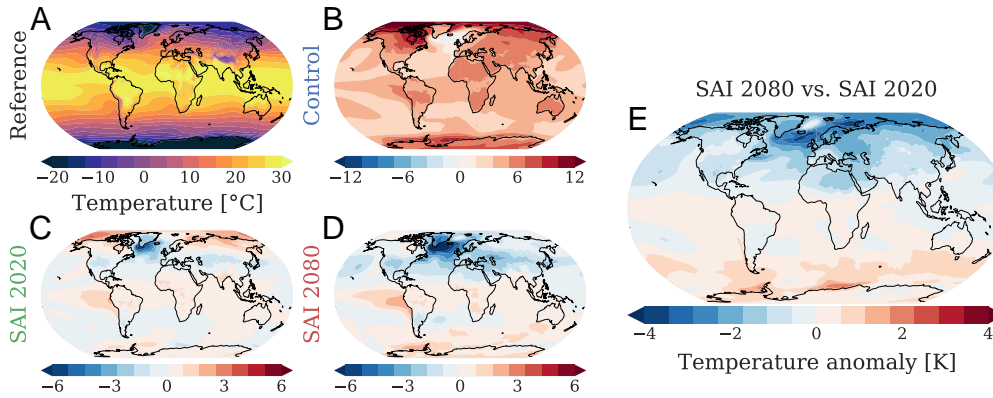 A
Reference
−20 −10 0 10 20 30
Temperature [°C]
B
Control
−12 −6 0 6 12
C
SAI 2020
−6 −3 0 3 6
D
SAI 2080
−6 −3 0 3 6
SAI 2080 vs. SAI 2020
E
−4 −2 0 2 4
Temperature anomaly [K]